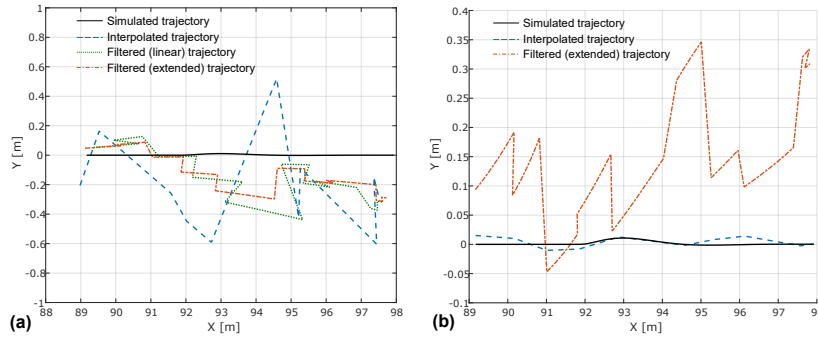 Simulated trajectory
Interpolated trajectory
Filtered (linear) trajectory
Filtered (extended) trajectory
1
0.8
0.6
0.4
0.2
0
-0.2
-0.4
-0.6
-0.8
-1
Y [m]
88 89 90 91 92 93 94 95 96 97 98
X [m]
(a)
Simulated trajectory
Interpolated trajectory
Filtered (extended) trajectory
0.4
0.35
0.3
0.25
0.2
0.15
0.1
0.05
0
-0.05
-0.1
Y [m]
89 90 91 92 93 94 95 96 97 98
X [m]
(b)